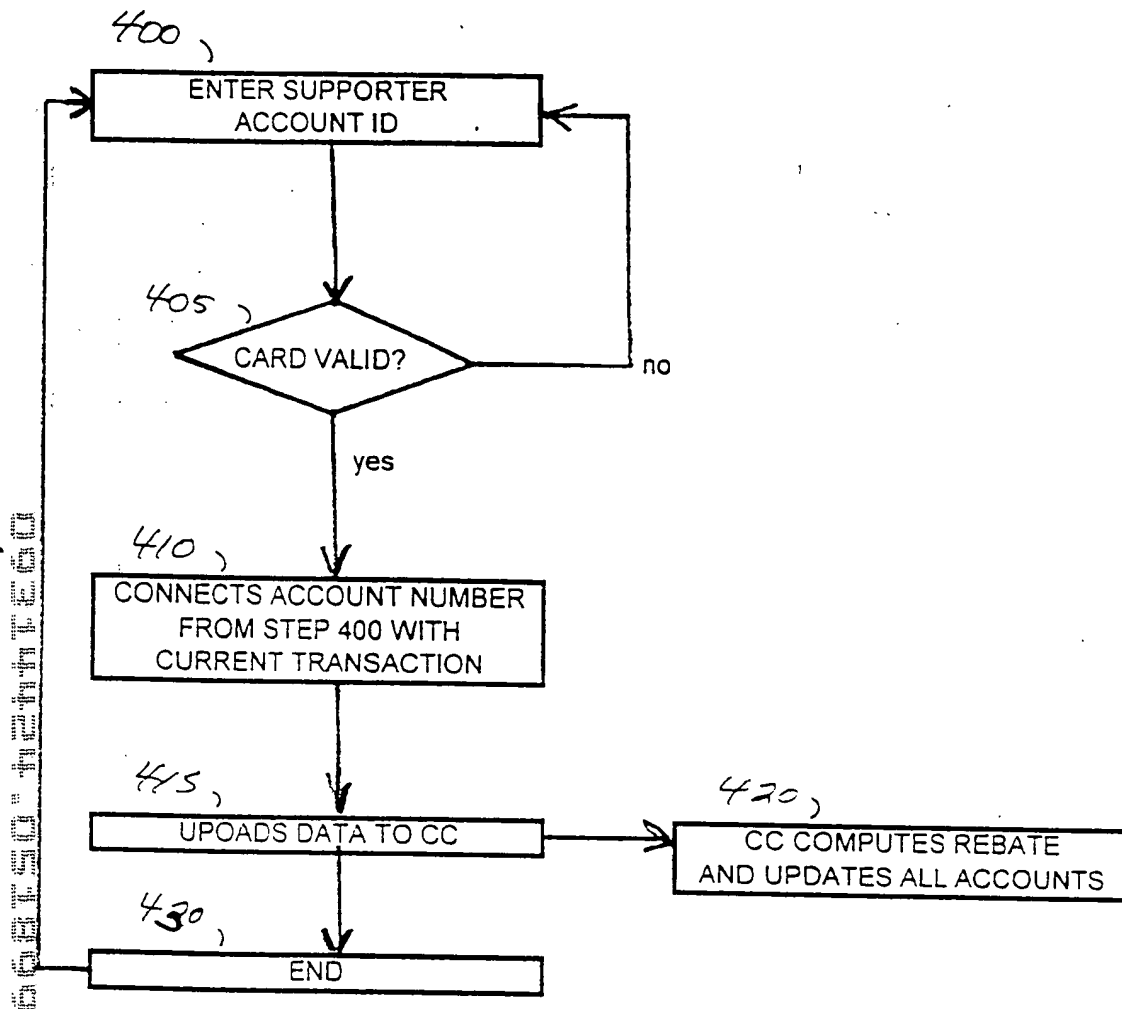 400
ENTER SUPPORTER
ACCOUNT ID
405
CARD VALID?
no
yes
410
CONNECTS ACCOUNT NUMBER
FROM STEP 400 WITH
CURRENT TRANSACTION
415
UPOADS DATA TO CC
420
CC COMPUTES REBATE
AND UPDATES ALL ACCOUNTS
430
END